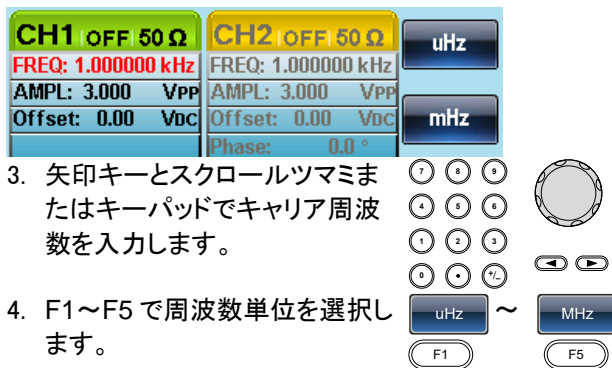 CH1 OFF 50 Ω CH2 OFF 50 Ω uHz
FREQ: 1.000000 kHz FREQ: 1.000000 kHz
AMPL: 3.000 VPP AMPL: 3.000 VPP
Offset: 0.00 VDC Offset: 0.00 VDC mHz
Phase: 0.0 °
3. 矢印キーとスクロールツマミま
たはキーパッドでキャリア周波
数を入力します。
7 8 9
4 5 6
1 2 3
0 • +/-
4. F1～F5 で周波数単位を選択し
ます。
uHz ～ MHz
F1 F5